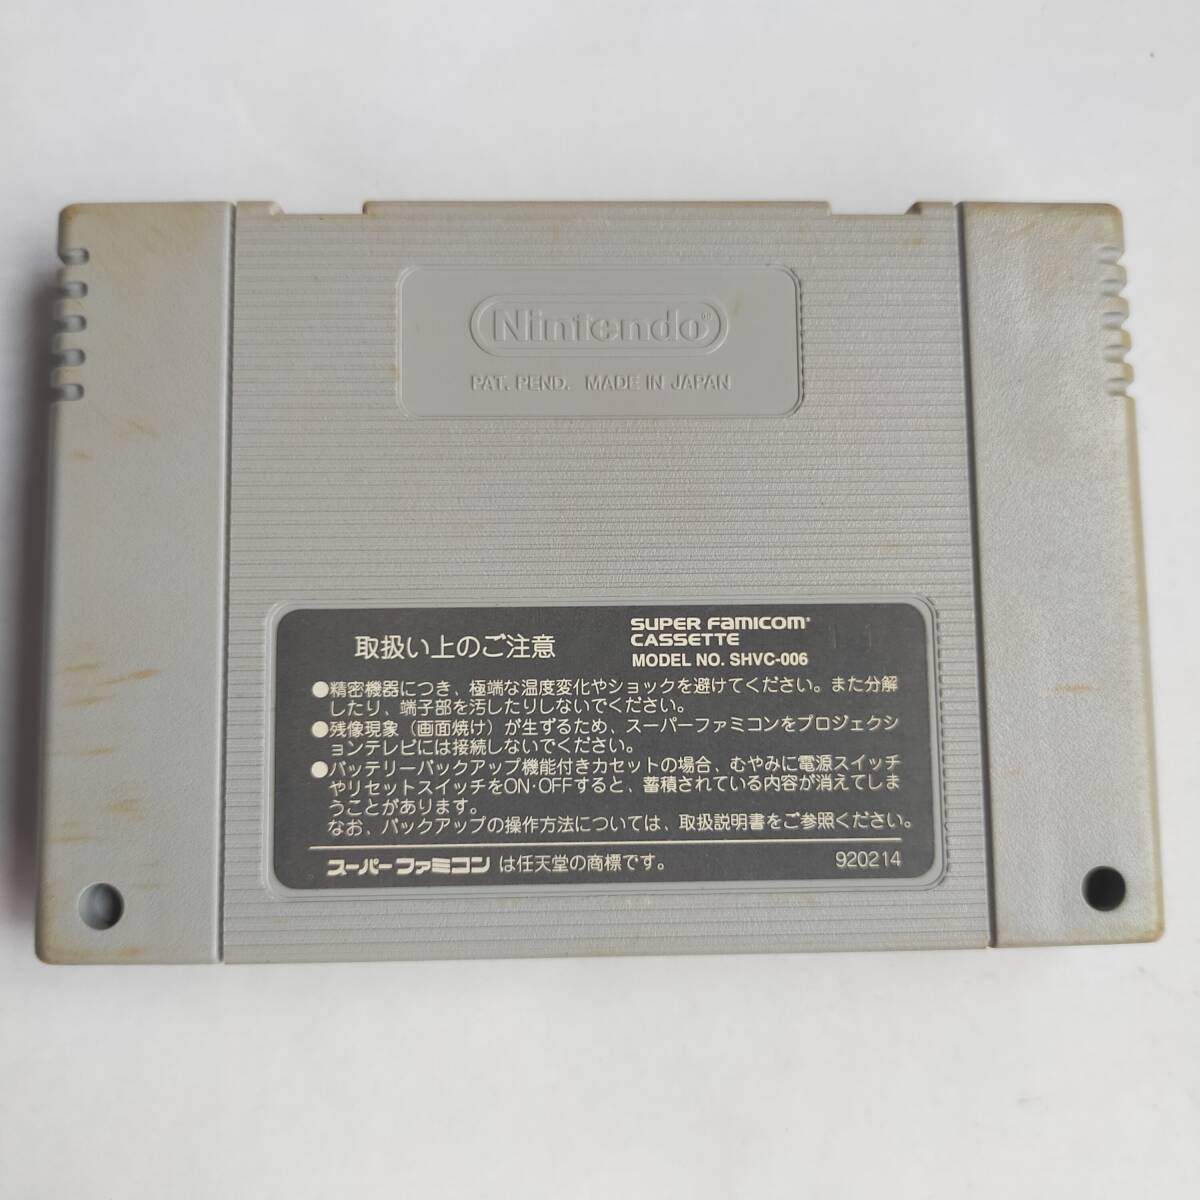 Nintendo®
PAT. PEND. MADE IN JAPAN
取扱い上のご注意
SUPER FAMICOM®
CASSETTE
MODEL NO. SHVC-006
11
●精密機器につき、極端な温度変化やショックを避けてください。また分解
したり、端子部を汚したりしないでください。
●残像現象（画面焼け）が生ずるため、スーパーファミコンをプロジェクシ
ョンテレビには接続しないでください。
●バッテリーバックアップ機能付きカセットの場合、むやみに電源スイッチ
やリセットスイッチをON·OFFすると、蓄積されている内容が消えてしま
うことがあります。
なお、バックアップの操作方法については、取扱説明書をご参照ください。
スーパーファミコン は任天堂の商標です。
920214